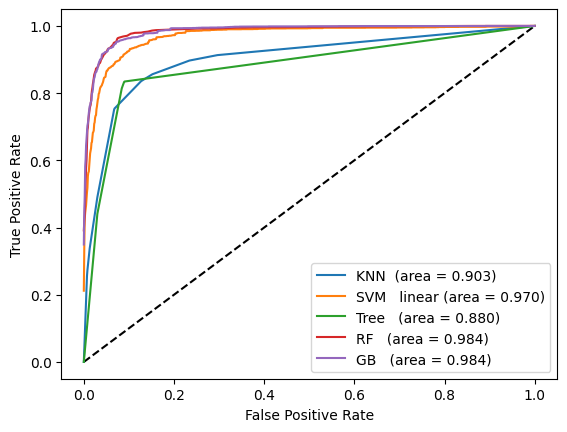 1.0
0.8
0.6
0.4
0.2
0.0
True Positive Rate
KNN (area = 0.903)
SVM linear (area = 0.970)
Tree (area = 0.880)
RF (area = 0.984)
GB (area = 0.984)
0.0 0.2 0.4 0.6 0.8 1.0
False Positive Rate